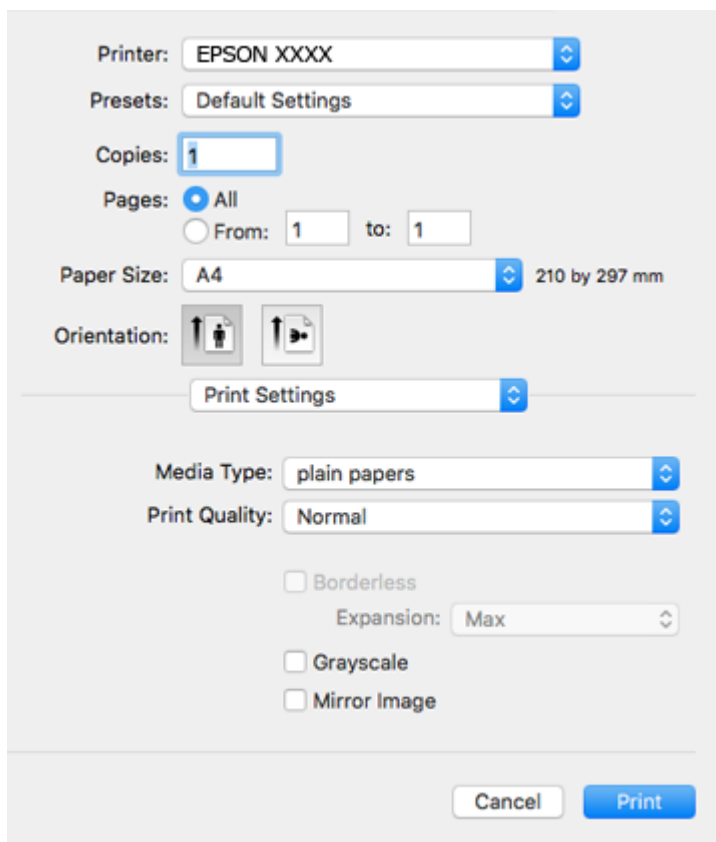 Printer: EPSON XXXX
Presets: Default Settings
Copies: 1
Pages: All
From: 1 to: 1
Paper Size: A4 210 by 297 mm
Orientation:
Print Settings
Media Type: plain papers
Print Quality: Normal
Borderless
Expansion: Max
Grayscale
Mirror Image
Cancel Print